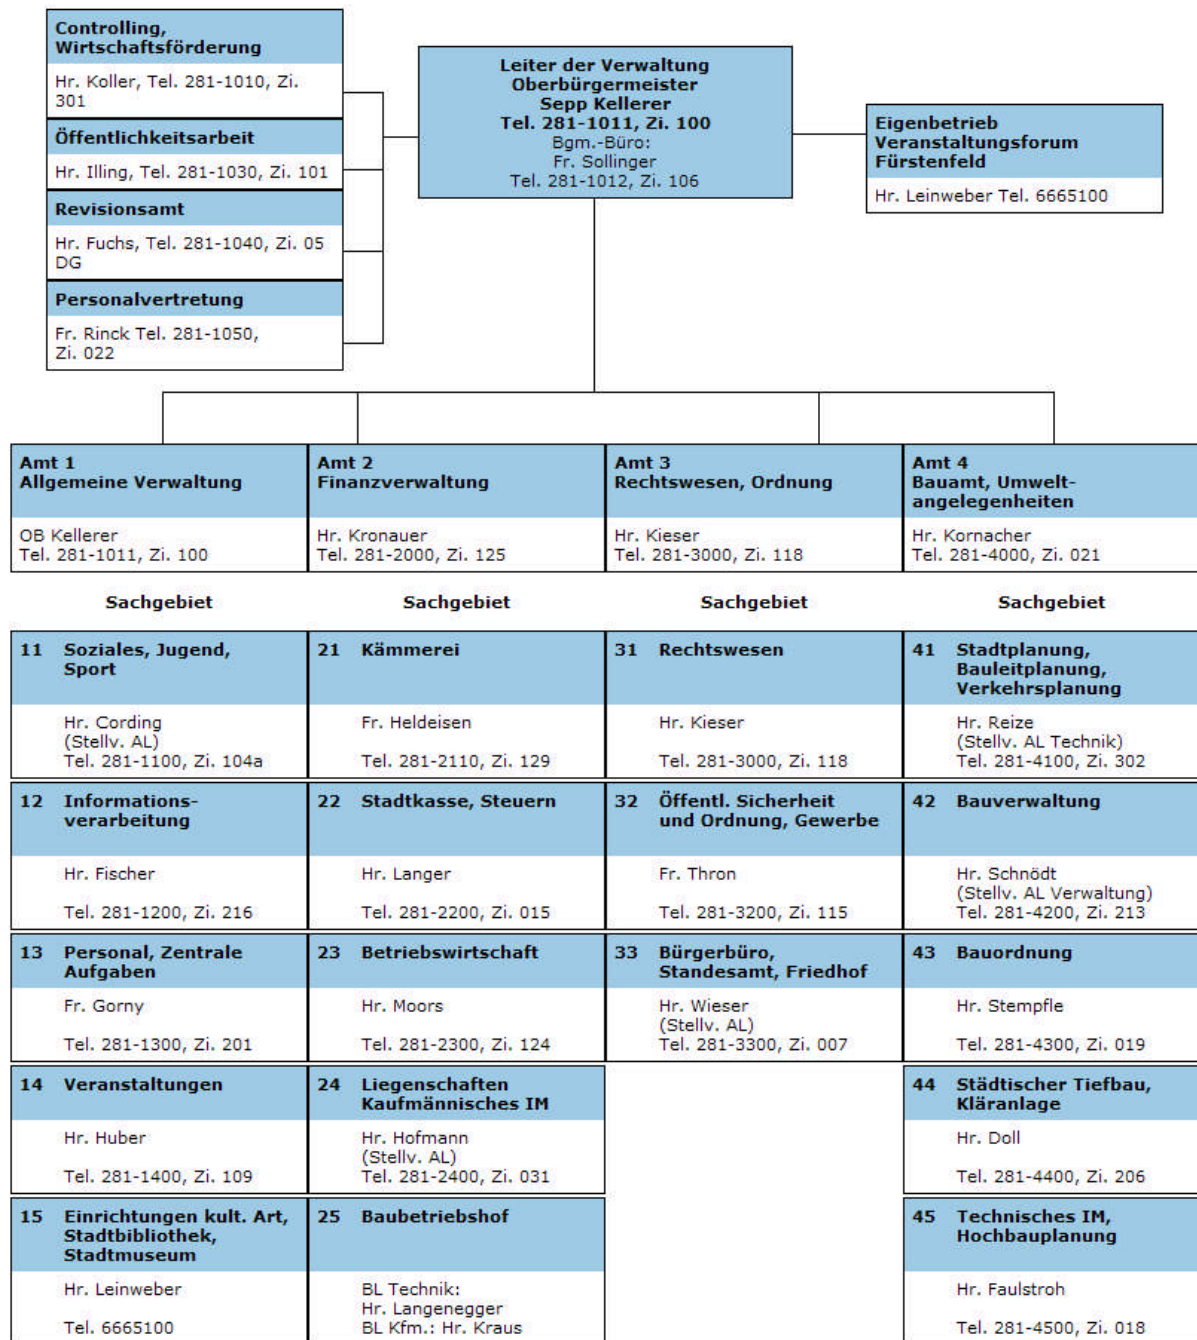 Controlling,
Wirtschaftsförderung
Hr. Koller, Tel. 281-1010, Zi.
301
Öffentlichkeitsarbeit
Hr. Illing, Tel. 281-1030, Zi. 101
Revisionsamt
Hr. Fuchs, Tel. 281-1040, Zi. 05
DG
Personalvertretung
Fr. Rinck Tel. 281-1050,
Zi. 022
Leiter der Verwaltung
Oberbürgermeister
Sepp Kellerer
Tel. 281-1011, Zi. 100
Bgm.-Büro:
Fr. Sollinger
Tel. 281-1012, Zi. 106
Eigenbetrieb
Veranstaltungsforum
Fürstenfeld
Hr. Leinweber Tel. 6665100
Amt 1
Allgemeine Verwaltung
OB Kellerer
Tel. 281-1011, Zi. 100
Amt 2
Finanzverwaltung
Hr. Kronauer
Tel. 281-2000, Zi. 125
Amt 3
Rechtswesen, Ordnung
Hr. Kieser
Tel. 281-3000, Zi. 118
Amt 4
Bauamt, Umwelt-
angelegenheiten
Hr. Kornacher
Tel. 281-4000, Zi. 021
Sachgebiet
11 Soziales, Jugend,
Sport
Hr. Cording
(Stellv. AL)
Tel. 281-1100, Zi. 104a
12 Informations-
verarbeitung
Hr. Fischer
Tel. 281-1200, Zi. 216
13 Personal, Zentrale
Aufgaben
Fr. Gorny
Tel. 281-1300, Zi. 201
14 Veranstaltungen
Hr. Huber
Tel. 281-1400, Zi. 109
15 Einrichtungen kult. Art,
Stadtbibliothek,
Stadtmuseum
Hr. Leinweber
Tel. 6665100
Sachgebiet
21 Kämmerei
Fr. Heldeisen
Tel. 281-2110, Zi. 129
22 Stadtkasse, Steuern
Hr. Langer
Tel. 281-2200, Zi. 015
23 Betriebswirtschaft
Hr. Moors
Tel. 281-2300, Zi. 124
24 Liegenschaften
Kaufmännisches IM
Hr. Hofmann
(Stellv. AL)
Tel. 281-2400, Zi. 031
25 Baubetriebshof
BL Technik:
Hr. Langenegger
BL Kfm.: Hr. Kraus
Sachgebiet
31 Rechtswesen
Hr. Kieser
Tel. 281-3000, Zi. 118
32 Öffentl. Sicherheit
und Ordnung, Gewerbe
Fr. Thron
Tel. 281-3200, Zi. 115
33 Bürgerbüro,
Standesamt, Friedhof
Hr. Wieser
(Stellv. AL)
Tel. 281-3300, Zi. 007
Sachgebiet
41 Stadtplanung,
Bauleitplanung,
Verkehrsplanung
Hr. Reize
(Stellv. AL Technik)
Tel. 281-4100, Zi. 302
42 Bauverwaltung
Hr. Schnödt
(Stellv. AL Verwaltung)
Tel. 281-4200, Zi. 213
43 Bauordnung
Hr. Stempfle
Tel. 281-4300, Zi. 019
44 Städtischer Tiefbau,
Kläranlage
Hr. Doll
Tel. 281-4400, Zi. 206
45 Technisches IM,
Hochbauplanung
Hr. Faulstroh
Tel. 281-4500, Zi. 018